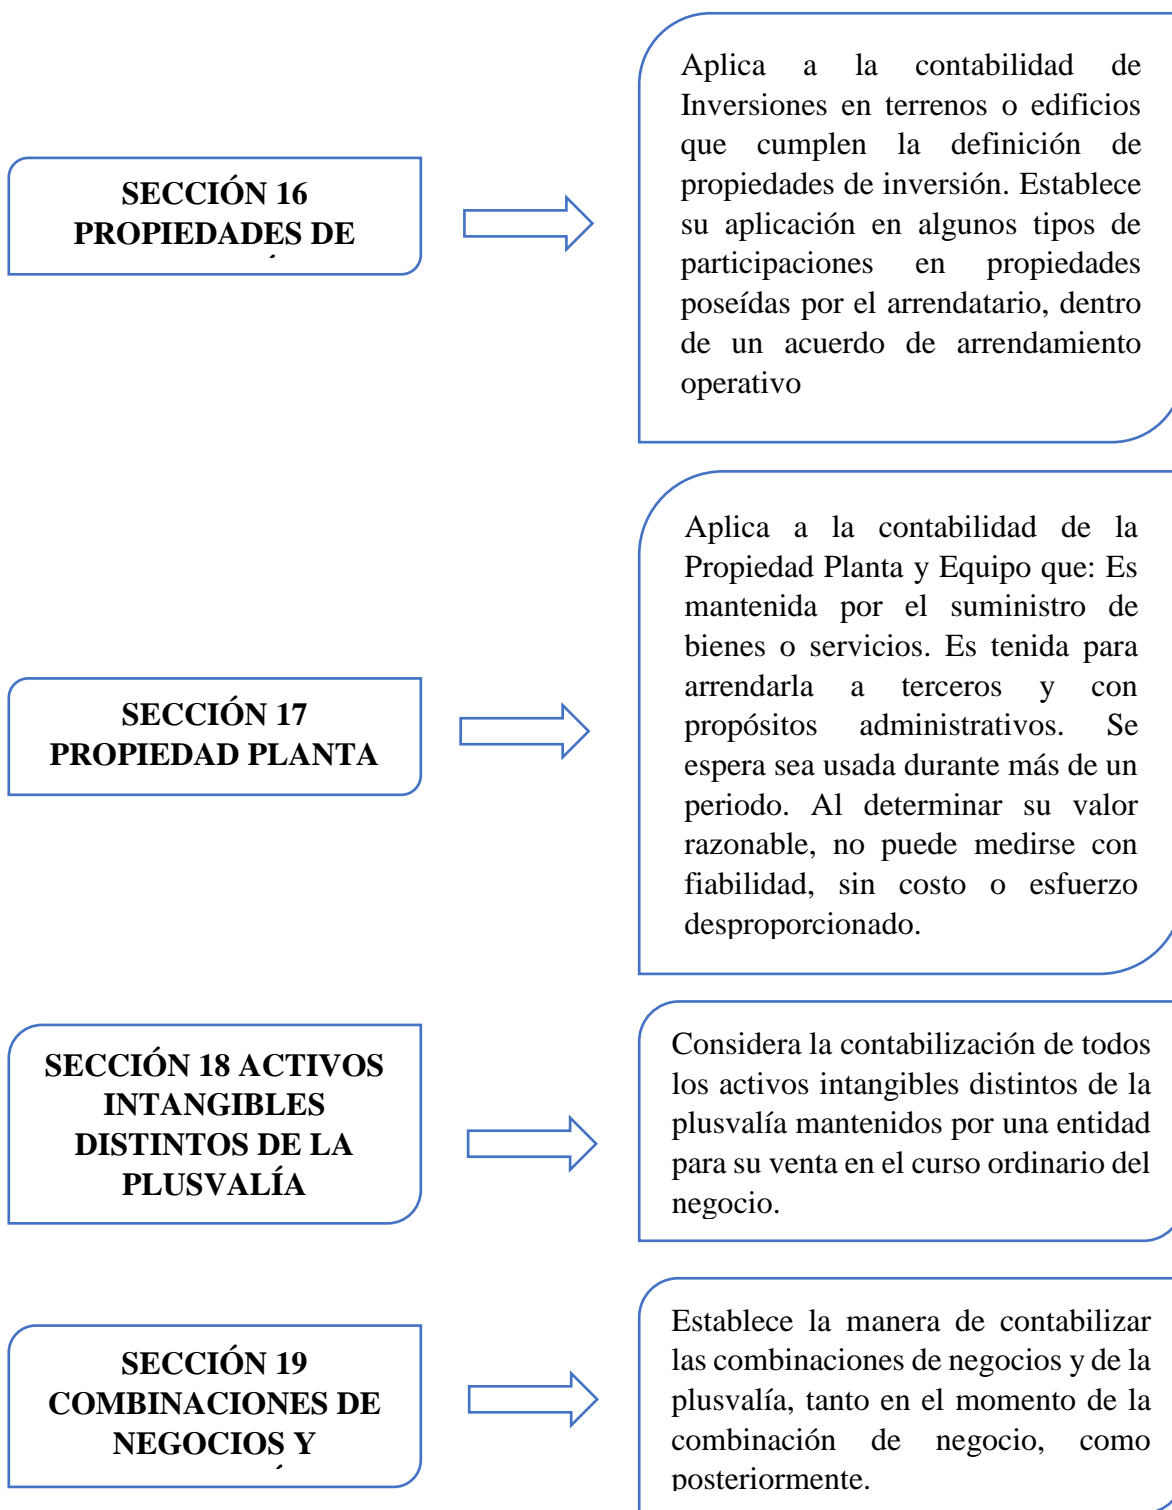 SECCIÓN 16
PROPIEDADES DE
Aplica a la contabilidad de
Inversiones en terrenos o edificios
que cumplen la definición de
propiedades de inversión. Establece
su aplicación en algunos tipos de
participaciones en propiedades
poseídas por el arrendatario, dentro
de un acuerdo de arrendamiento
operativo
SECCIÓN 17
PROPIEDAD PLANTA
Aplica a la contabilidad de la
Propiedad Planta y Equipo que: Es
mantenida por el suministro de
bienes o servicios. Es tenida para
arrendarla a terceros y con
propósitos administrativos. Se
espera sea usada durante más de un
periodo. Al determinar su valor
razonable, no puede medirse con
fiabilidad, sin costo o esfuerzo
desproporcionado.
SECCIÓN 18 ACTIVOS
INTANGIBLES
DISTINTOS DE LA
PLUSVALÍA
Considera la contabilización de todos
los activos intangibles distintos de la
plusvalía mantenidos por una entidad
para su venta en el curso ordinario del
negocio.
SECCIÓN 19
COMBINACIONES DE
NEGOCIOS Y
Establece la manera de contabilizar
las combinaciones de negocios y de la
plusvalía, tanto en el momento de la
combinación de negocio, como
posteriormente.